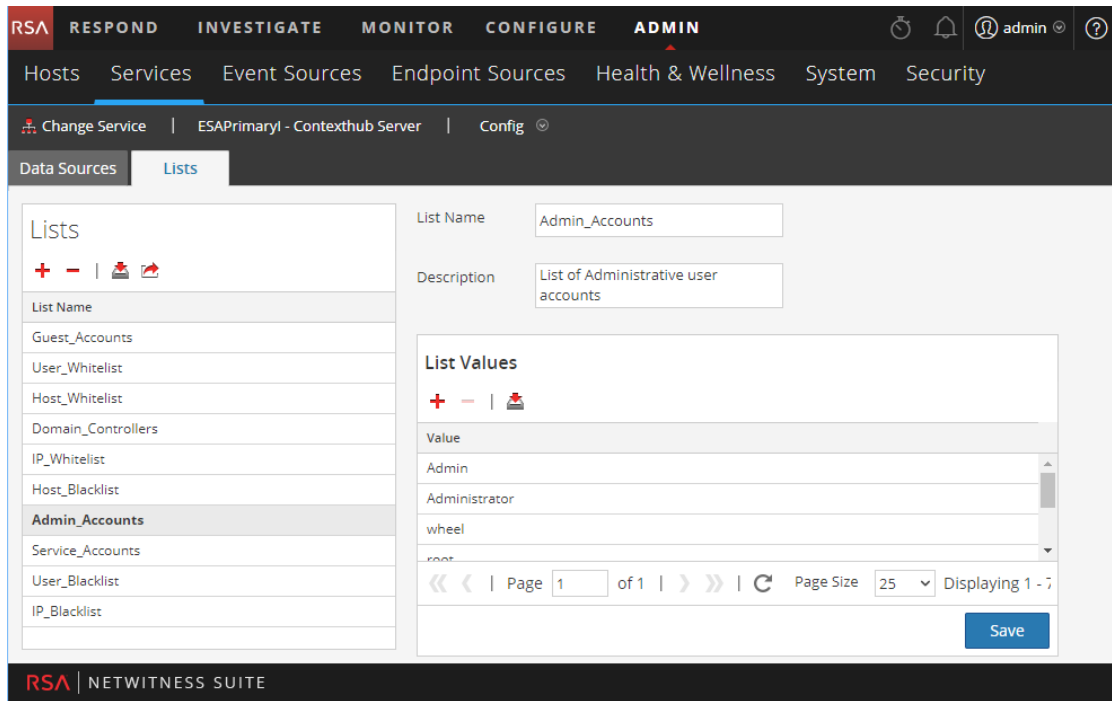 RSA RESPOND INVESTIGATE MONITOR CONFIGURE ADMIN admin ?
Hosts Services Event Sources Endpoint Sources Health & Wellness System Security
Change Service | ESAPrimaryI - Contexthub Server | Config
Data Sources Lists
Lists
List Name
Guest_Accounts
User_Whitelist
Host_Whitelist
Domain_Controllers
IP_Whitelist
Host_Blacklist
Admin_Accounts
Service_Accounts
User_Blacklist
IP_Blacklist
List Name Admin_Accounts
Description List of Administrative user
accounts
List Values
Value
Admin
Administrator
wheel
root
Page 1 of 1 | Page Size 25 Displaying 1 - 7
Save
RSA | NETWITNESS SUITE